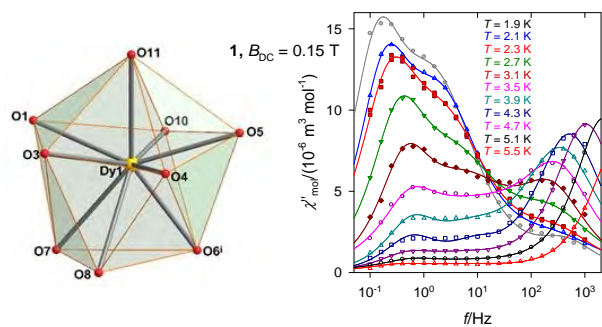 O11
O1
O10
O5
O3
Dy1
O4
O7
O8
O6ⁱ
1, B_DC = 0.15 T
χ''mol/(10⁻⁶ m³ mol⁻¹)
15
10
5
0
T = 1.9 K
T = 2.1 K
T = 2.3 K
T = 2.7 K
T = 3.1 K
T = 3.5 K
T = 3.9 K
T = 4.3 K
T = 4.7 K
T = 5.1 K
T = 5.5 K
10⁻¹ 10⁰ 10¹ 10² 10³
f/Hz